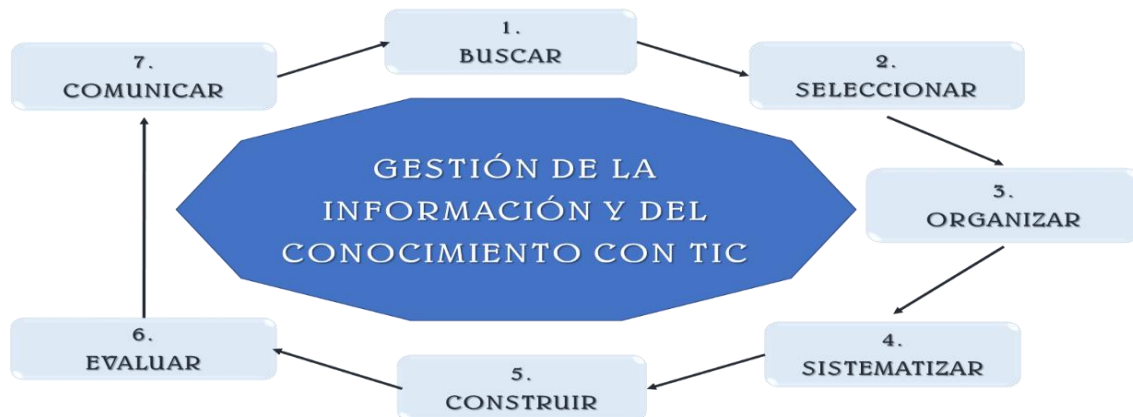 1.
BUSCAR
2.
SELECCIONAR
3.
ORGANIZAR
4.
SISTEMATIZAR
5.
CONSTRUIR
6.
EVALUAR
7.
COMUNICAR
GESTIÓN DE LA
INFORMACIÓN Y DEL
CONOCIMIENTO CON TIC